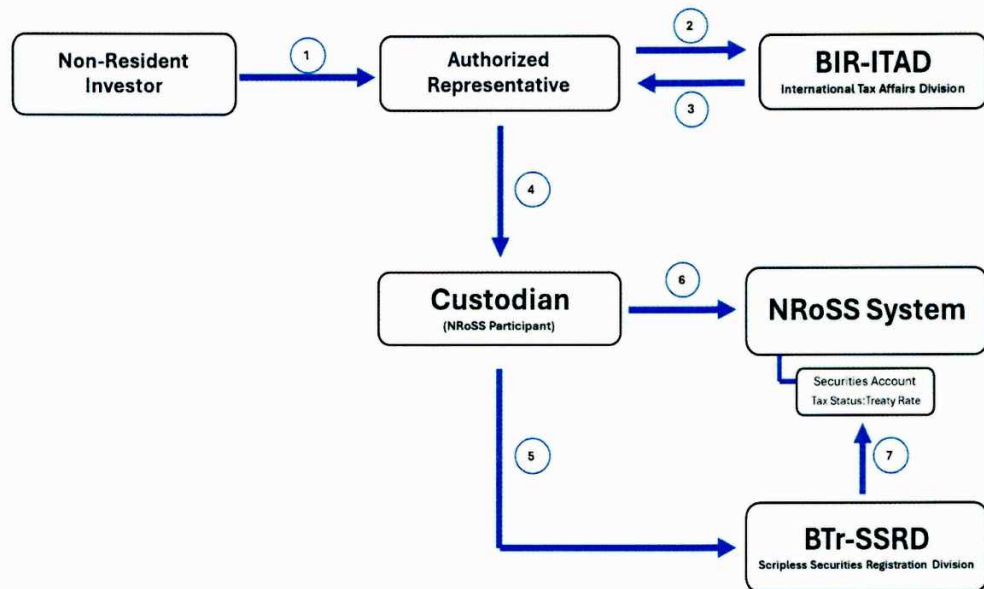 Non-Resident
Investor
1
Authorized
Representative
2
3
BIR-ITAD
International Tax Affairs Division
4
Custodian
(NRoSS Participant)
6
NRoSS System
Securities Account
Tax Status:Treaty Rate
5
7
BTr-SSRD
Scripless Securities Registration Division